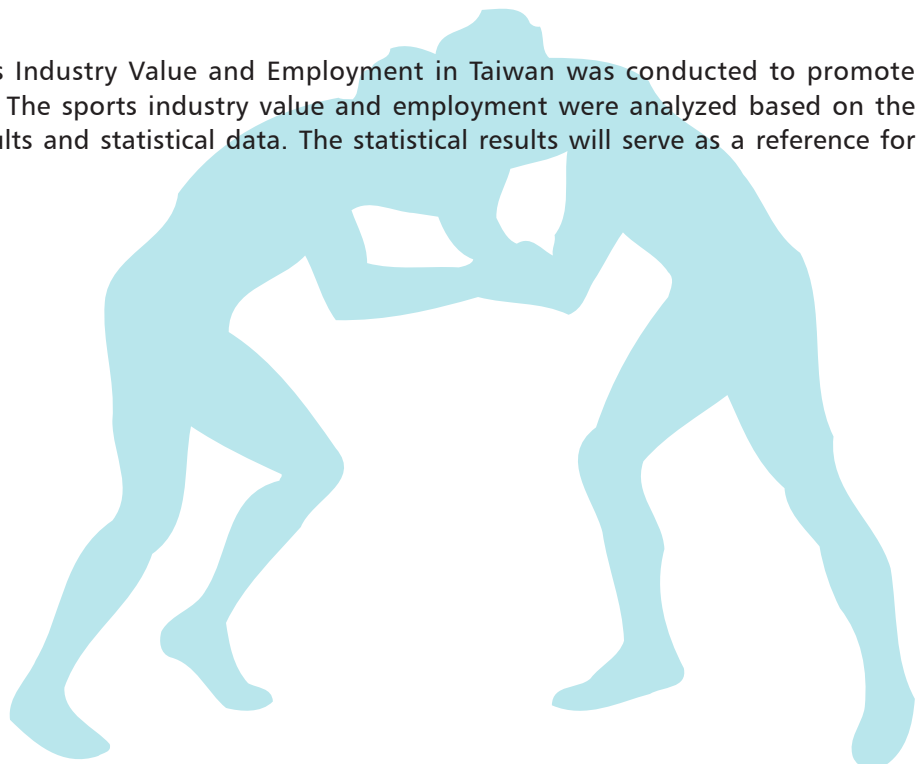 s Industry Value and Employment in Taiwan was conducted to promote
The sports industry value and employment were analyzed based on the
ults and statistical data. The statistical results will serve as a reference for